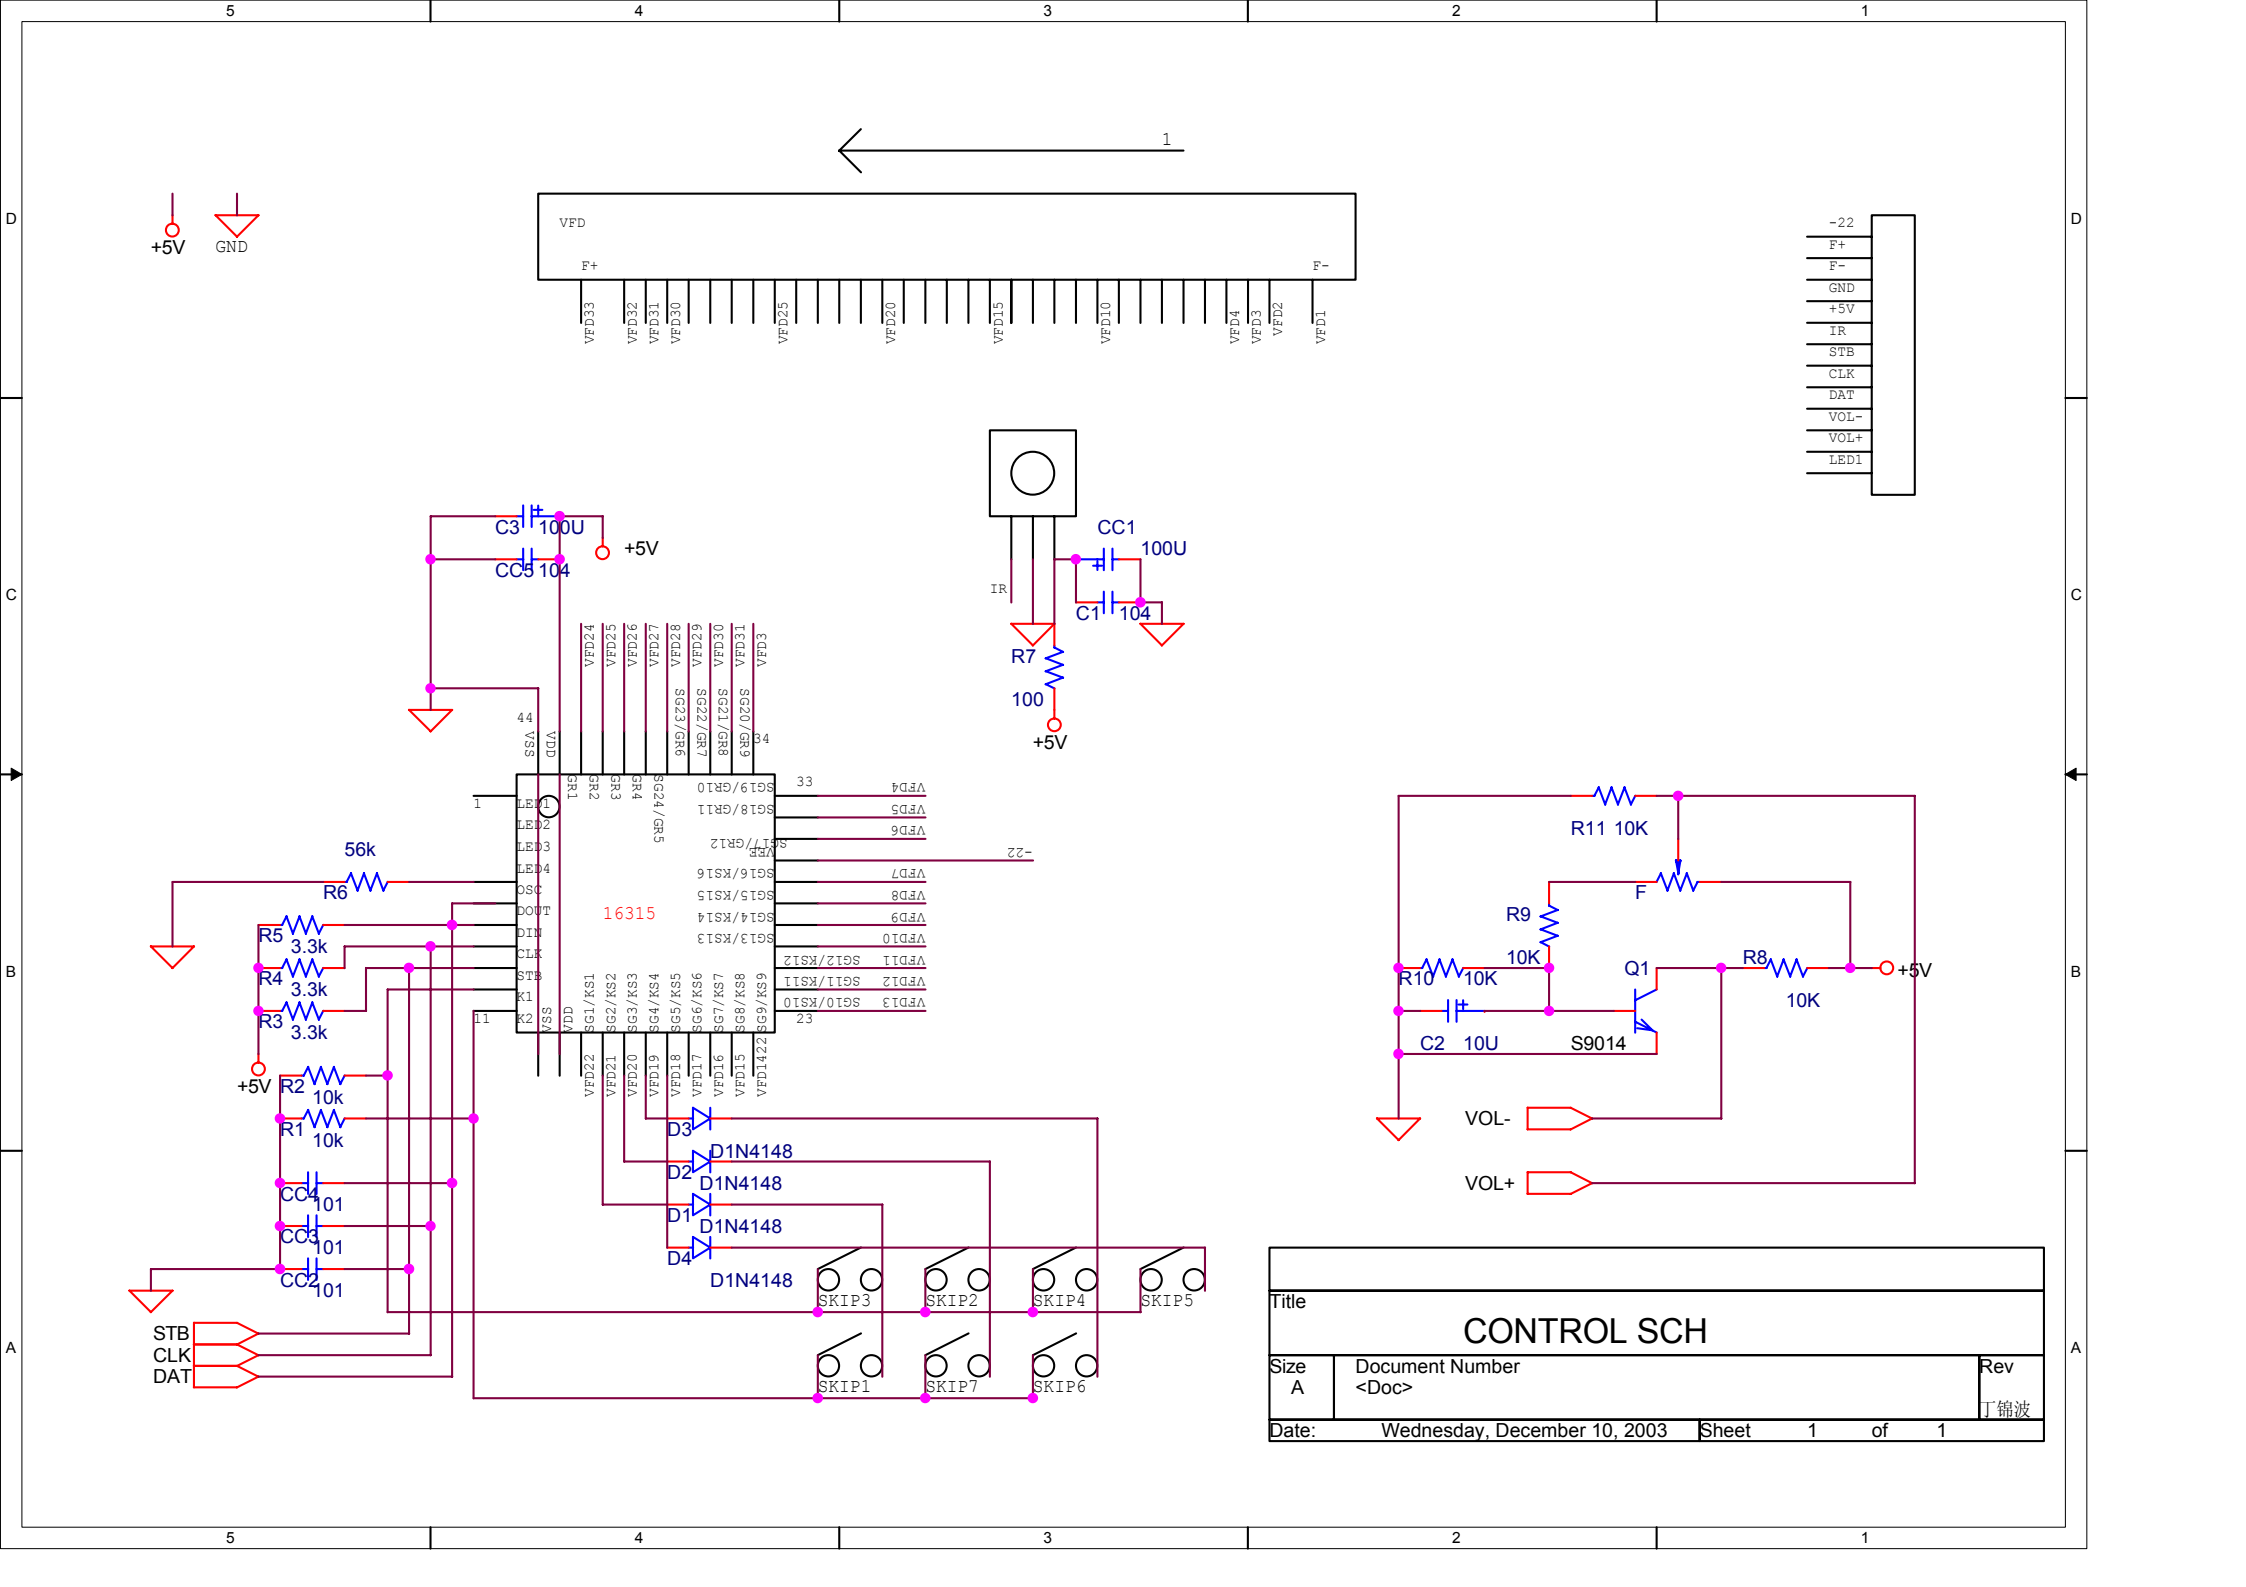 5 4 3 2 1
1
D
D
+5V
GND
VFD
F+
F-
VFD33
VFD32
VFD31
VFD30
VFD25
VFD20
VFD15
VFD10
VFD4
VFD3
VFD2
VFD1
-22
F+
F-
GND
+5V
IR
STB
CLK
DAT
VOL-
VOL+
LED1
C3
100U
CC5
104
+5V
C
C
IR
CC1
100U
C1
104
R7
100
+5V
VFD24
VFD25
VFD26
VFD27
VFD28
VFD29
VFD30
VFD31
VFD3
44
VSS
VDD
GR1
GR2
GR3
GR4
SG24/GR5
SG23/GR6
SG22/GR7
SG21/GR8
SG20/GR9
34
33
1
LED1
LED2
LED3
LED4
OSC
DOUT
DIN
CLK
STB
K1
K2
11
16315
SG19/GR10
SG18/GR11
SG17/GR12
VEE
SG16/KS16
SG15/KS15
SG14/KS14
SG13/KS13
SG12/KS12
SG11/KS11
SG10/KS10
23
VFD4
VFD5
VFD6
-22
VFD7
VFD8
VFD9
VFD10
VFD11
VFD12
VFD13
VSS
VDD
SG1/KS1
SG2/KS2
SG3/KS3
SG4/KS4
SG5/KS5
SG6/KS6
SG7/KS7
SG8/KS8
SG9/KS9
22
VFD22
VFD21
VFD20
VFD19
VFD18
VFD17
VFD16
VFD15
VFD14
56k
R6
R5
3.3k
R4
3.3k
R3
3.3k
+5V
R2
10k
R1
10k
CC4
101
CC3
101
CC2
101
B
B
R11 10K
F
R9
10K
R10
10K
C2 10U
Q1
S9014
R8
10K
+5V
VOL-
VOL+
D3
D1N4148
D2
D1N4148
D1
D1N4148
D4
D1N4148
SKIP3
SKIP2
SKIP4
SKIP5
SKIP1
SKIP7
SKIP6
STB
CLK
DAT
A
A
Title
CONTROL SCH
Size
A
Document Number
<Doc>
Rev
丁锦波
Date: Wednesday, December 10, 2003 Sheet 1 of 1
5 4 3 2 1